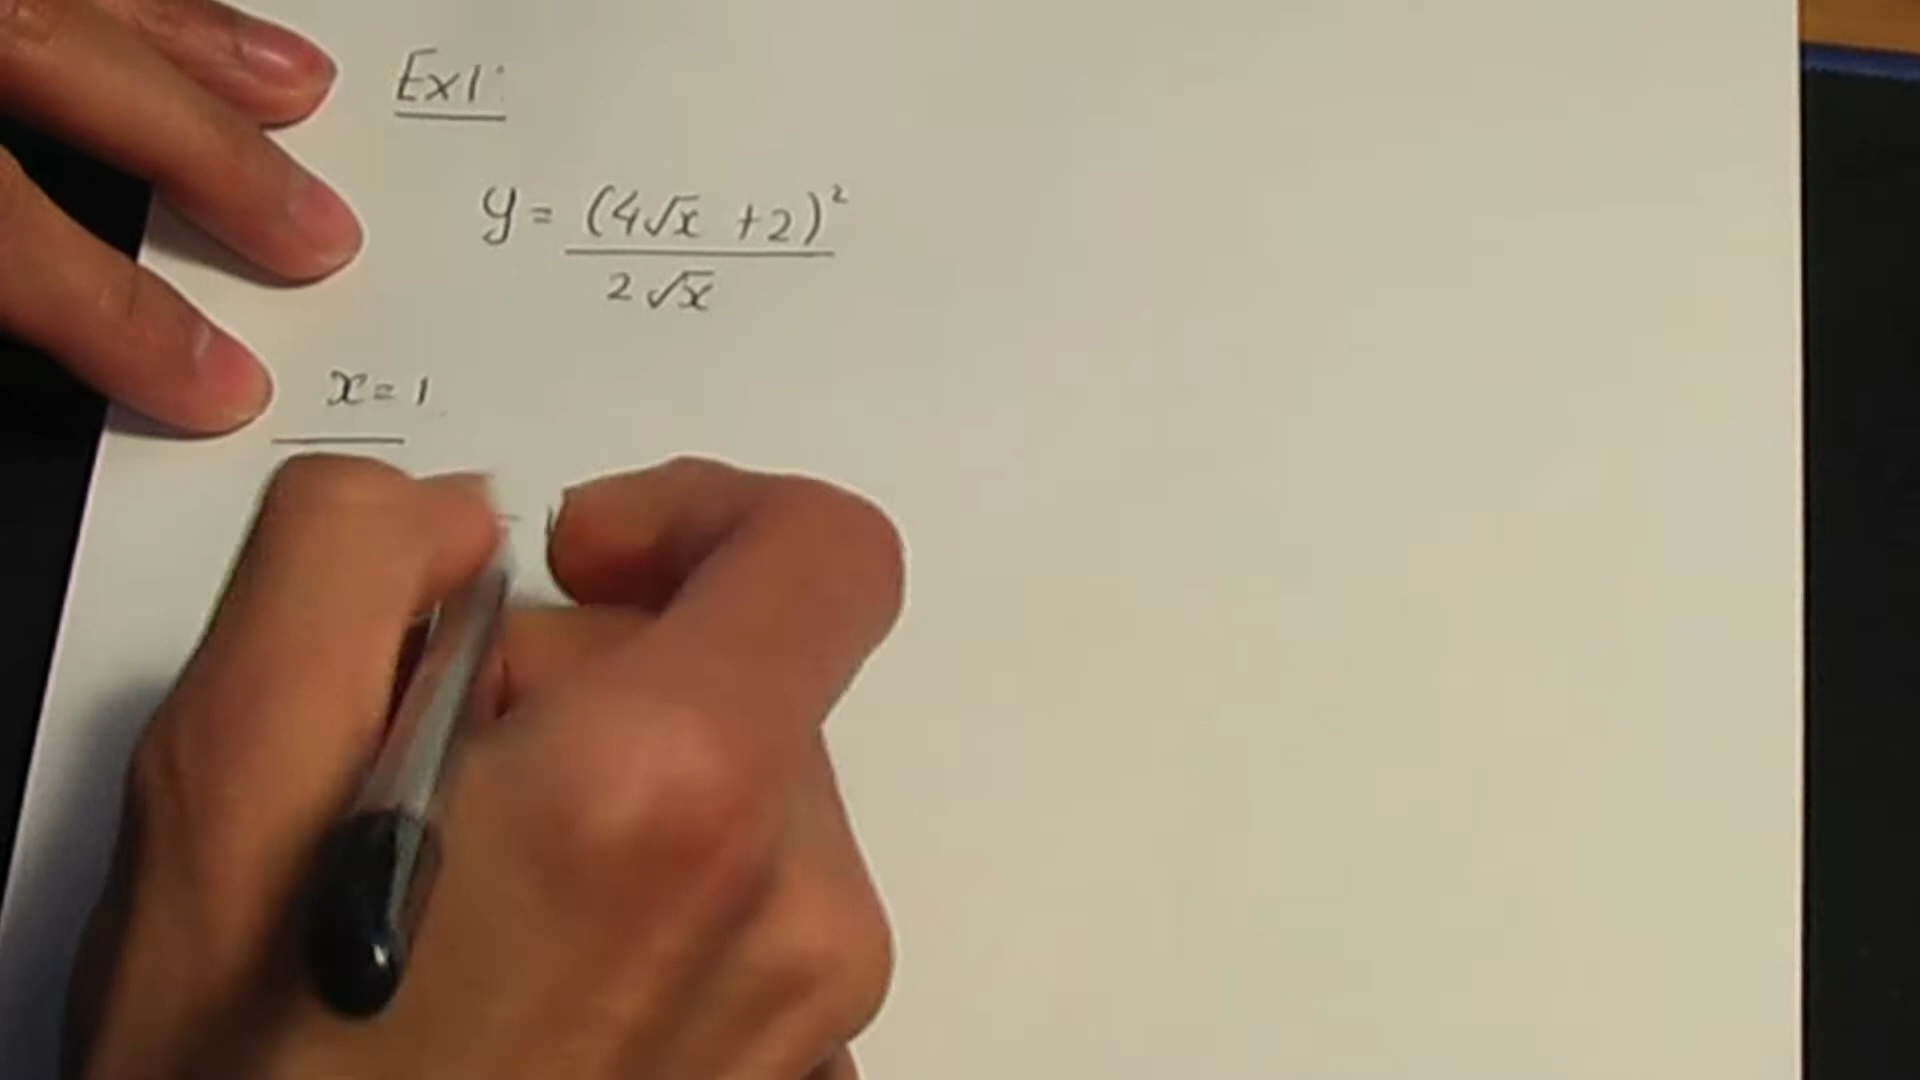 Ex1:
y = (4√x + 2)²
2√x
x = 1